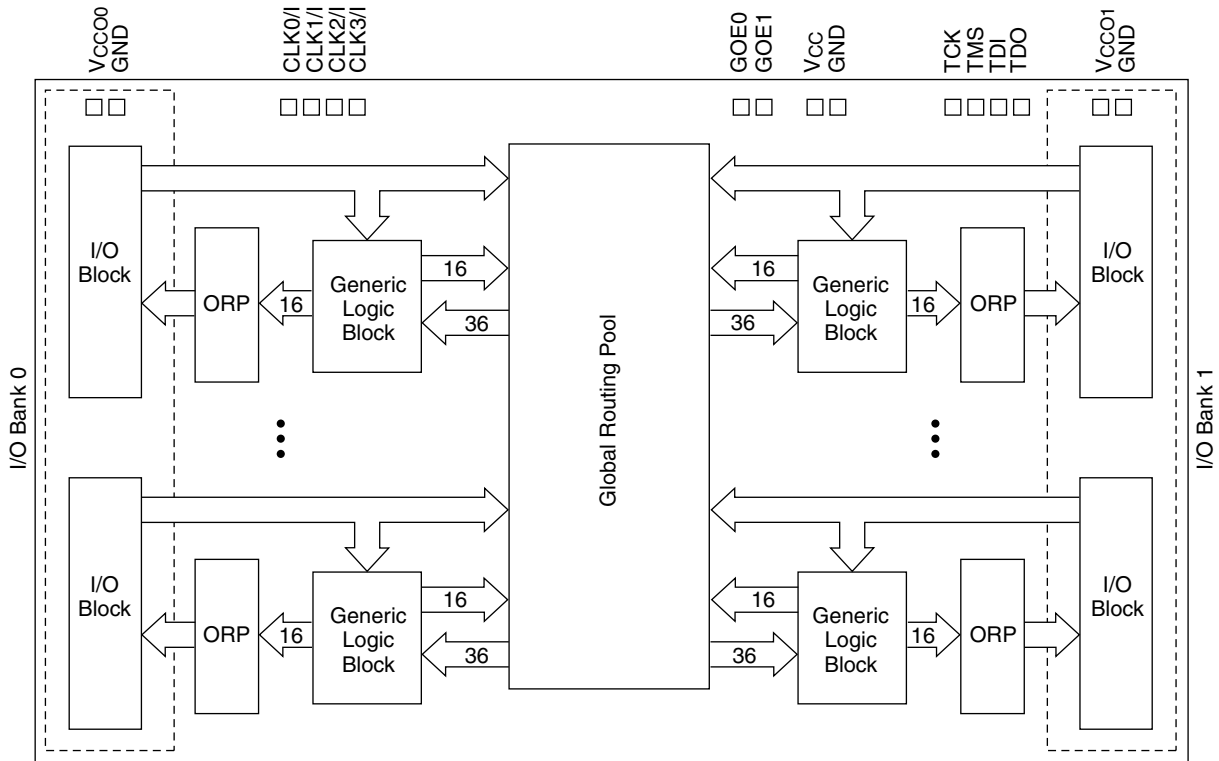 VCCO0
GND
CLK0/I
CLK1/I
CLK2/I
CLK3/I
GOE0
GOE1
VCC
GND
TCK
TMS
TDI
TDO
VCCO1
GND
I/O Bank 0
I/O
Block
ORP
16
Generic
Logic
Block
16
36
Global Routing Pool
16
36
Generic
Logic
Block
16
ORP
I/O
Block
I/O Bank 1
I/O
Block
ORP
16
Generic
Logic
Block
16
36
16
36
Generic
Logic
Block
16
ORP
I/O
Block